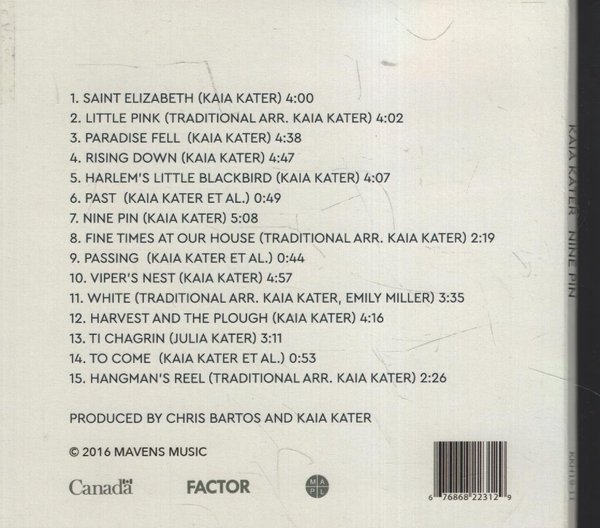 1. SAINT ELIZABETH (KAIA KATER) 4:00
2. LITTLE PINK (TRADITIONAL ARR. KAIA KATER) 4:02
3. PARADISE FELL (KAIA KATER) 4:38
4. RISING DOWN (KAIA KATER) 4:47
5. HARLEM'S LITTLE BLACKBIRD (KAIA KATER) 4:07
6. PAST (KAIA KATER ET AL.) 0:49
7. NINE PIN (KAIA KATER) 5:08
8. FINE TIMES AT OUR HOUSE (TRADITIONAL ARR. KAIA KATER) 2:19
9. PASSING (KAIA KATER ET AL.) 0:44
10. VIPER'S NEST (KAIA KATER) 4:57
11. WHITE (TRADITIONAL ARR. KAIA KATER, EMILY MILLER) 3:35
12. HARVEST AND THE PLOUGH (KAIA KATER) 4:16
13. TI CHAGRIN (JULIA KATER) 3:11
14. TO COME (KAIA KATER ET AL.) 0:53
15. HANGMAN'S REEL (TRADITIONAL ARR. KAIA KATER) 2:26
PRODUCED BY CHRIS BARTOS AND KAIA KATER
© 2016 MAVENS MUSIC
Canada
FACTOR
M A
P L
6 76868 22312 9
KAIA KATER NINE PIN